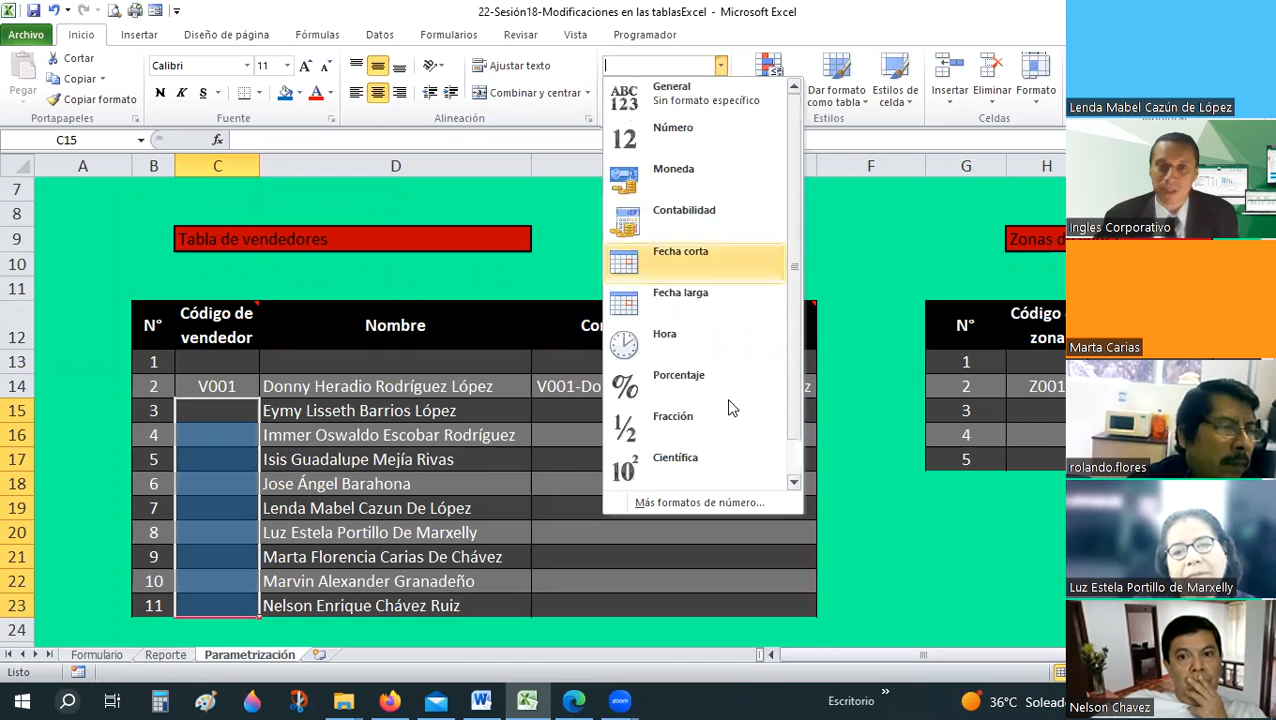 22-Sesión18-Modificaciones en las tablasExcel - Microsoft Excel
Archivo Inicio Insertar Diseño de página Fórmulas Datos Formularios Revisar Vista Programador
Pegar
Cortar
Copiar
Copiar formato
Portapapeles
Calibri 11
N K S
Fuente
Ajustar texto
Combinar y centrar
Alineación
Dar formato como tabla
Estilos de celda
Estilos
Insertar
Eliminar
Formato
Celdas
C15 fx
ABC 123 General
Sin formato específico
12 Número
Moneda
Contabilidad
Fecha corta
Fecha larga
Hora
% Porcentaje
½ Fracción
10² Científica
Más formatos de número...
A B C D F G H
7
8
9 Tabla de vendedores Zonas
10
11
12 N° Código de vendedor Nombre N° Código zona
13 1 1
14 2 V001 Donny Heradio Rodríguez López V001-Do 2 Z001
15 3 Eymy Lisseth Barrios López 3
16 4 Immer Oswaldo Escobar Rodríguez 4
17 5 Isis Guadalupe Mejía Rivas 5
18 6 Jose Ángel Barahona
19 7 Lenda Mabel Cazun De López
20 8 Luz Estela Portillo De Marxelly
21 9 Marta Florencia Carias De Chávez
22 10 Marvin Alexander Granadeño
23 11 Nelson Enrique Chávez Ruiz
24
Formulario Reporte Parametrización
Listo
Escritorio » 36°C Soleado
Lenda Mabel Cazún de López
Ingles Corporativo
Marta Carias
rolando.flores
Luz Estela Portillo de Marxelly
Nelson Chavez